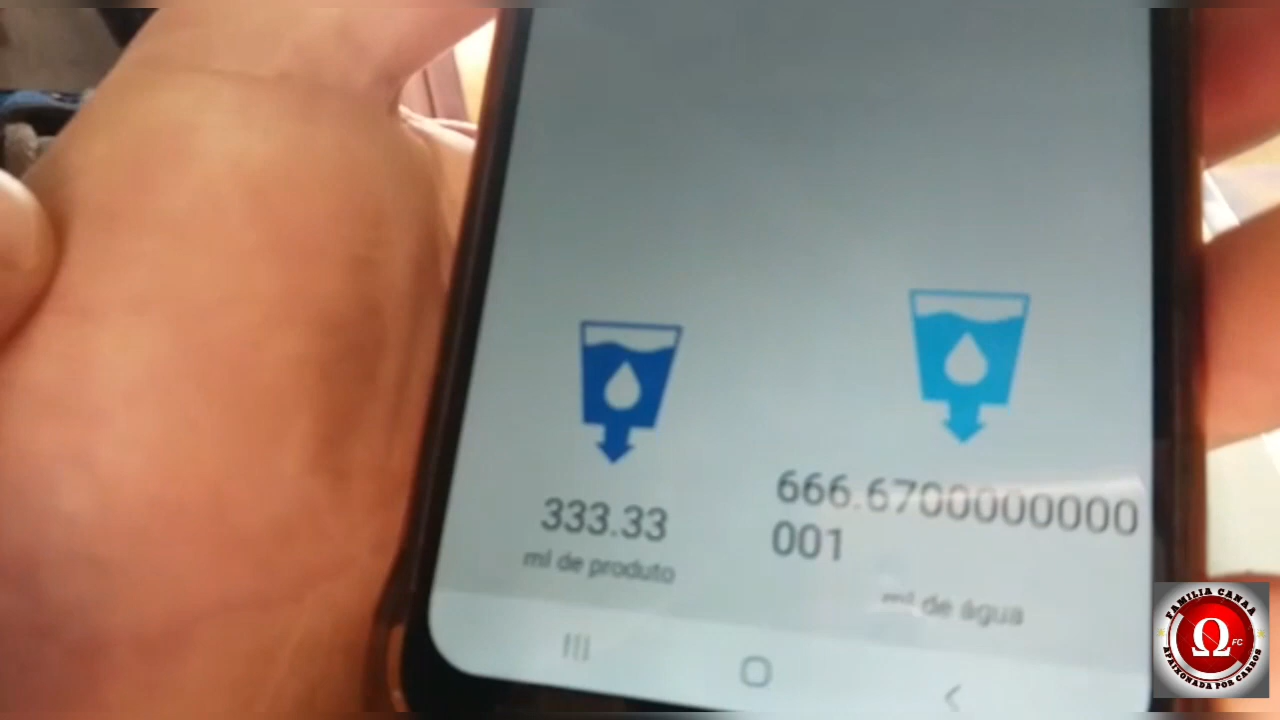 333.33
ml de produto
666.6700000000
001
ml de água
FAMILIA CANAA
Ω FC
APAIXONADA POR CARROS